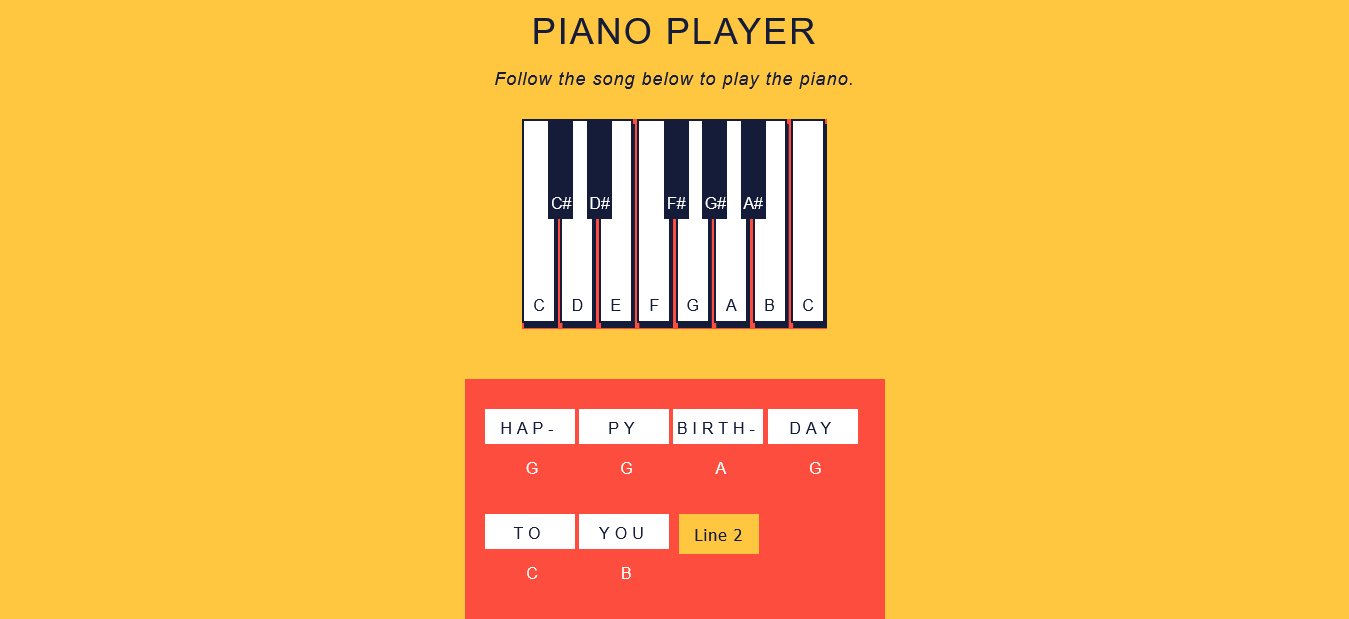 PIANO PLAYER
Follow the song below to play the piano.
C# D# F# G# A#
C D E F G A B C
HAP- PY BIRTH- DAY
G G A G
TO YOU Line 2
C B